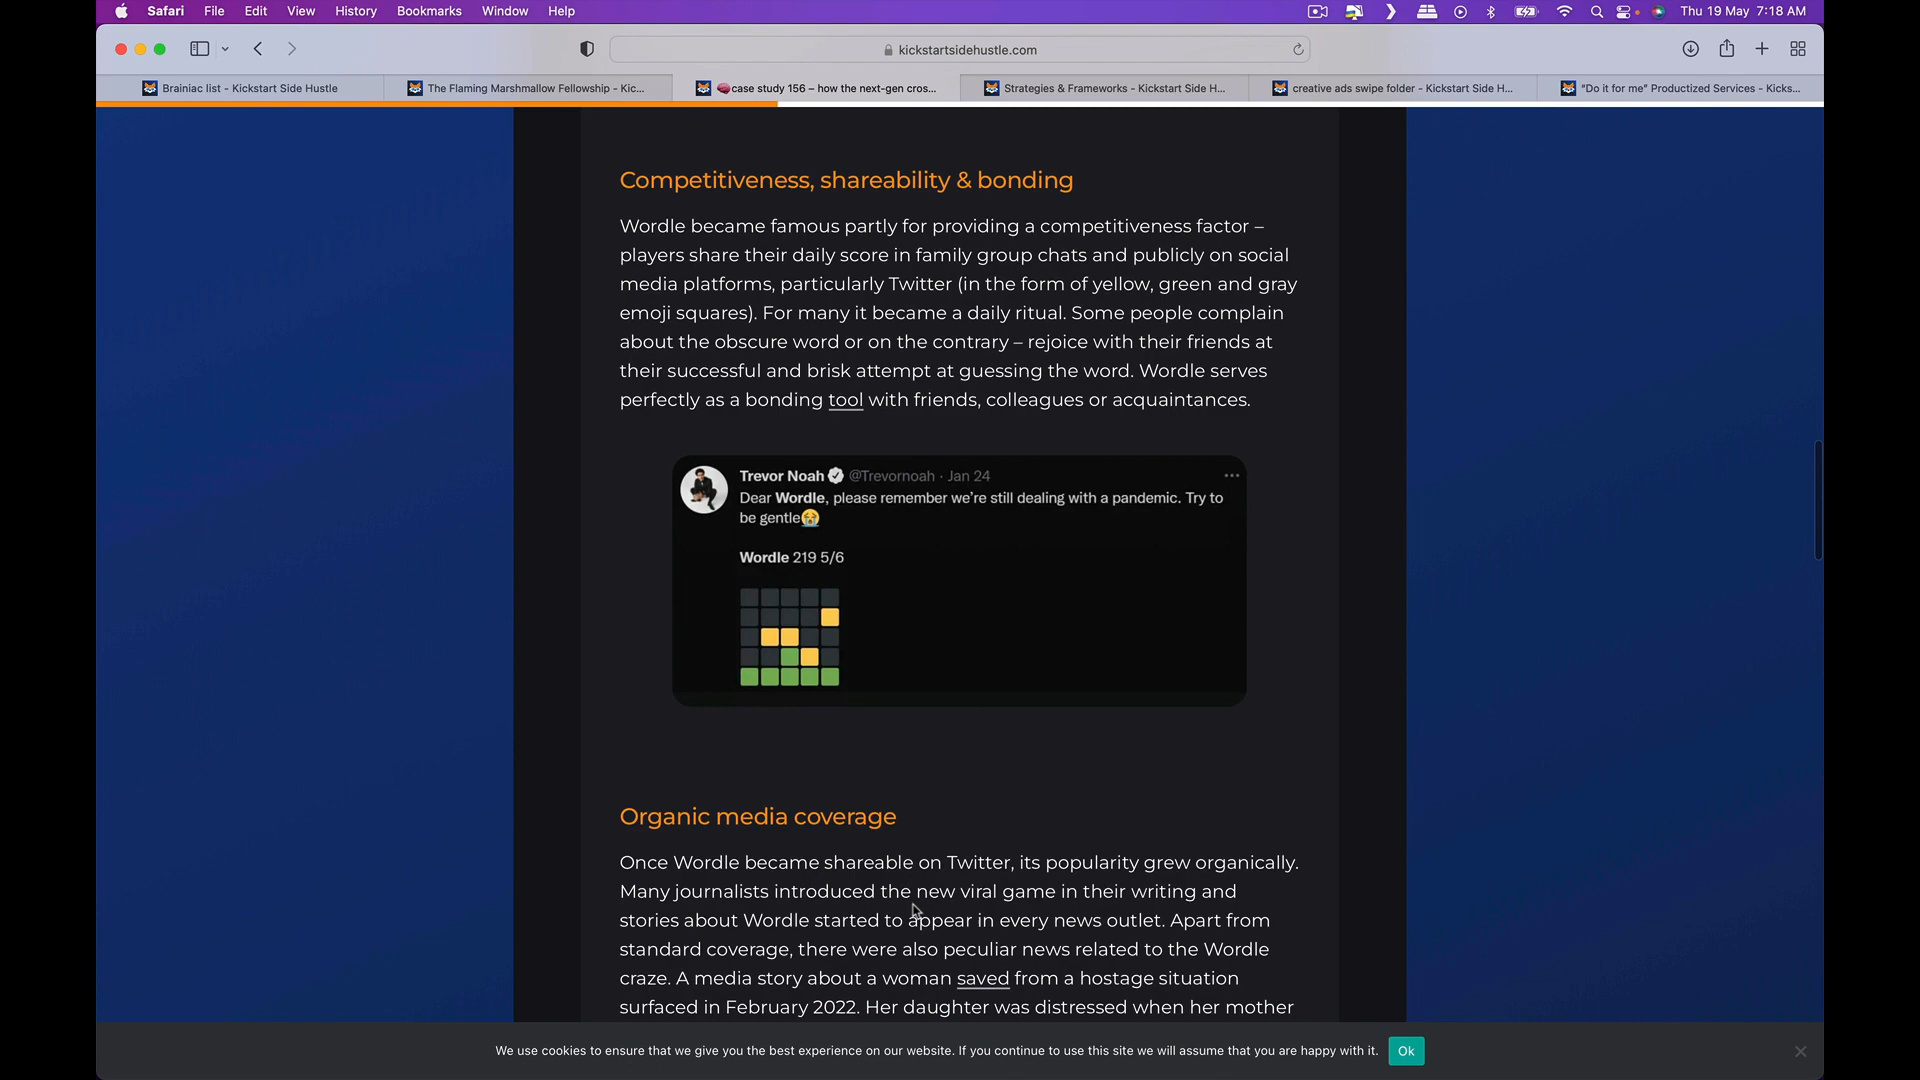 Safari File Edit View History Bookmarks Window Help Thu 19 May 7:18 AM
kickstartsidehustle.com
Brainiac list - Kickstart Side Hustle
The Flaming Marshmallow Fellowship - Kic...
🧠case study 156 – how the next-gen cros...
Strategies & Frameworks - Kickstart Side H...
creative ads swipe folder - Kickstart Side H...
"Do it for me" Productized Services - Kicks...
Competitiveness, shareability & bonding
Wordle became famous partly for providing a competitiveness factor –
players share their daily score in family group chats and publicly on social
media platforms, particularly Twitter (in the form of yellow, green and gray
emoji squares). For many it became a daily ritual. Some people complain
about the obscure word or on the contrary – rejoice with their friends at
their successful and brisk attempt at guessing the word. Wordle serves
perfectly as a bonding tool with friends, colleagues or acquaintances.
Trevor Noah @Trevornoah · Jan 24
Dear Wordle, please remember we're still dealing with a pandemic. Try to
be gentle😭
Wordle 219 5/6
Organic media coverage
Once Wordle became shareable on Twitter, its popularity grew organically.
Many journalists introduced the new viral game in their writing and
stories about Wordle started to appear in every news outlet. Apart from
standard coverage, there were also peculiar news related to the Wordle
craze. A media story about a woman saved from a hostage situation
surfaced in February 2022. Her daughter was distressed when her mother
We use cookies to ensure that we give you the best experience on our website. If you continue to use this site we will assume that you are happy with it. Ok